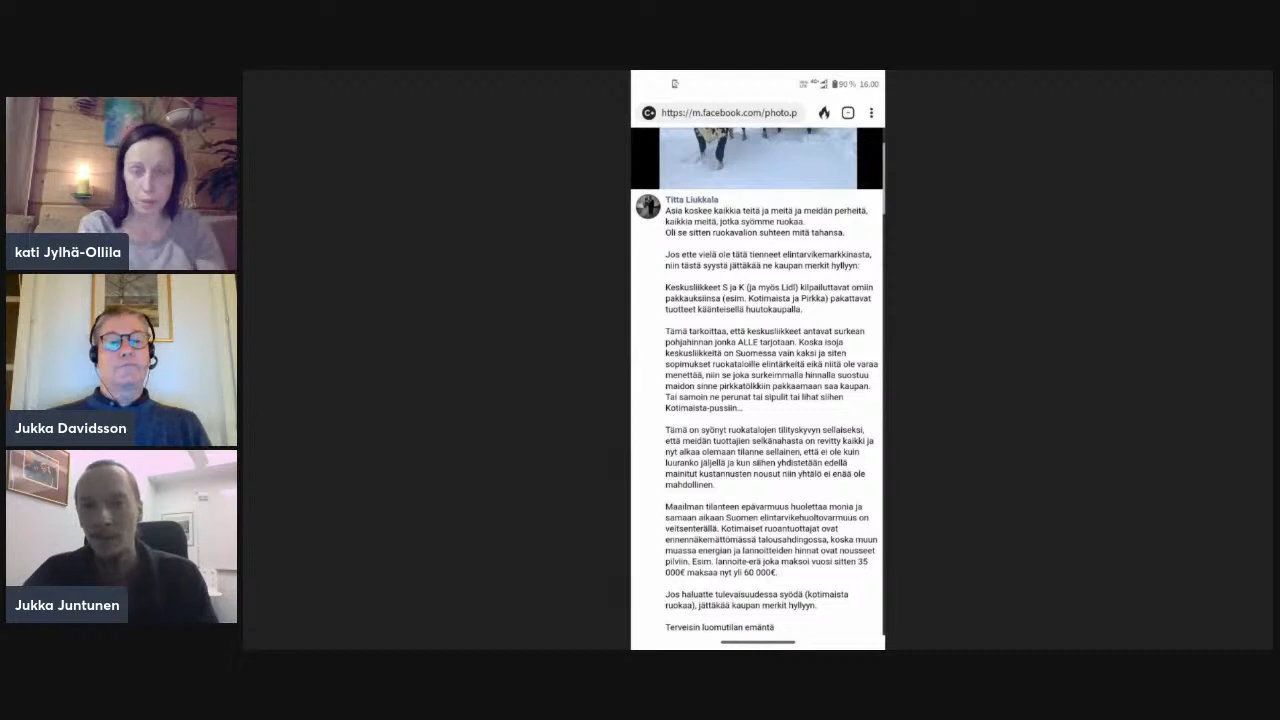 kati Jylhä-Ollila
Jukka Davidsson
Jukka Juntunen
90 % 16.00
https://m.facebook.com/photo.p
Titta Liukkala
Asia koskee kaikkia teitä ja meitä ja meidän perheitä,
kaikkia meitä, jotka syömme ruokaa.
Oli se sitten ruokavalion suhteen mitä tahansa.
Jos ette vielä ole tätä tienneet elintarvikemarkkinasta,
niin tästä syystä jättäkää ne kaupan merkit hyllyyn:
Keskusliikkeet S ja K (ja myös Lidl) kilpailuttavat omiin
pakkauksiinsa (esim. Kotimaista ja Pirkka) pakattavat
tuotteet käänteisellä huutokaupalla.
Tämä tarkoittaa, että keskusliikkeet antavat surkean
pohjahinnan jonka ALLE tarjotaan. Koska isoja
keskusliikkeitä on Suomessa vain kaksi ja siten
sopimukset ruokataloille elintärkeitä eikä niitä ole varaa
menettää, niin se joka surkeimmalla hinnalla suostuu
maidon sinne pirkkatölkkiin pakkaamaan saa kaupan.
Tai samoin ne perunat tai sipulit tai lihat siihen
Kotimaista-pussiin...
Tämä on syönyt ruokatalojen tilityskyvyn sellaiseksi,
että meidän tuottajien selkänahasta on revitty kaikki ja
nyt alkaa olemaan tilanne sellainen, että ei ole kuin
luuranko jäljellä ja kun siihen yhdistetään edellä
mainitut kustannusten nousut niin yhtälö ei enää ole
mahdollinen.
Maailman tilanteen epävarmuus huolettaa monia ja
samaan aikaan Suomen elintarvikehuoltovarmuus on
veitsenterällä. Kotimaiset ruoantuottajat ovat
ennennäkemättömässä talousahdingossa, koska muun
muassa energian ja lannoitteiden hinnat ovat nousseet
pilviin. Esim. lannoite-erä joka maksoi vuosi sitten 35
000€ maksaa nyt yli 60 000€.
Jos haluatte tulevaisuudessa syödä (kotimaista
ruokaa), jättäkää kaupan merkit hyllyyn.
Terveisin luomutilan emäntä